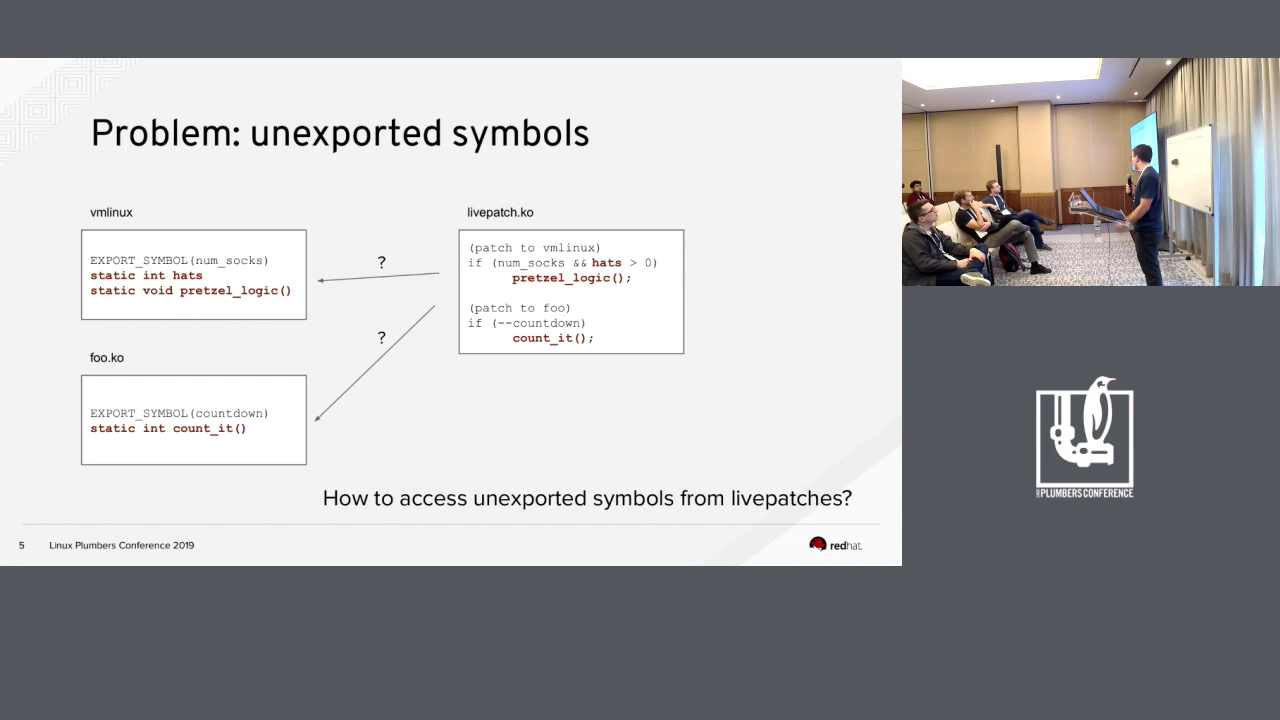 Problem: unexported symbols
vmlinux
EXPORT_SYMBOL(num_socks)
static int hats
static void pretzel_logic()
foo.ko
EXPORT_SYMBOL(countdown)
static int count_it()
?
?
livepatch.ko
(patch to vmlinux)
if (num_socks && hats > 0)
pretzel_logic();
(patch to foo)
if (--countdown)
count_it();
How to access unexported symbols from livepatches?
5 Linux Plumbers Conference 2019
redhat.
PLUMBERS CONFERENCE